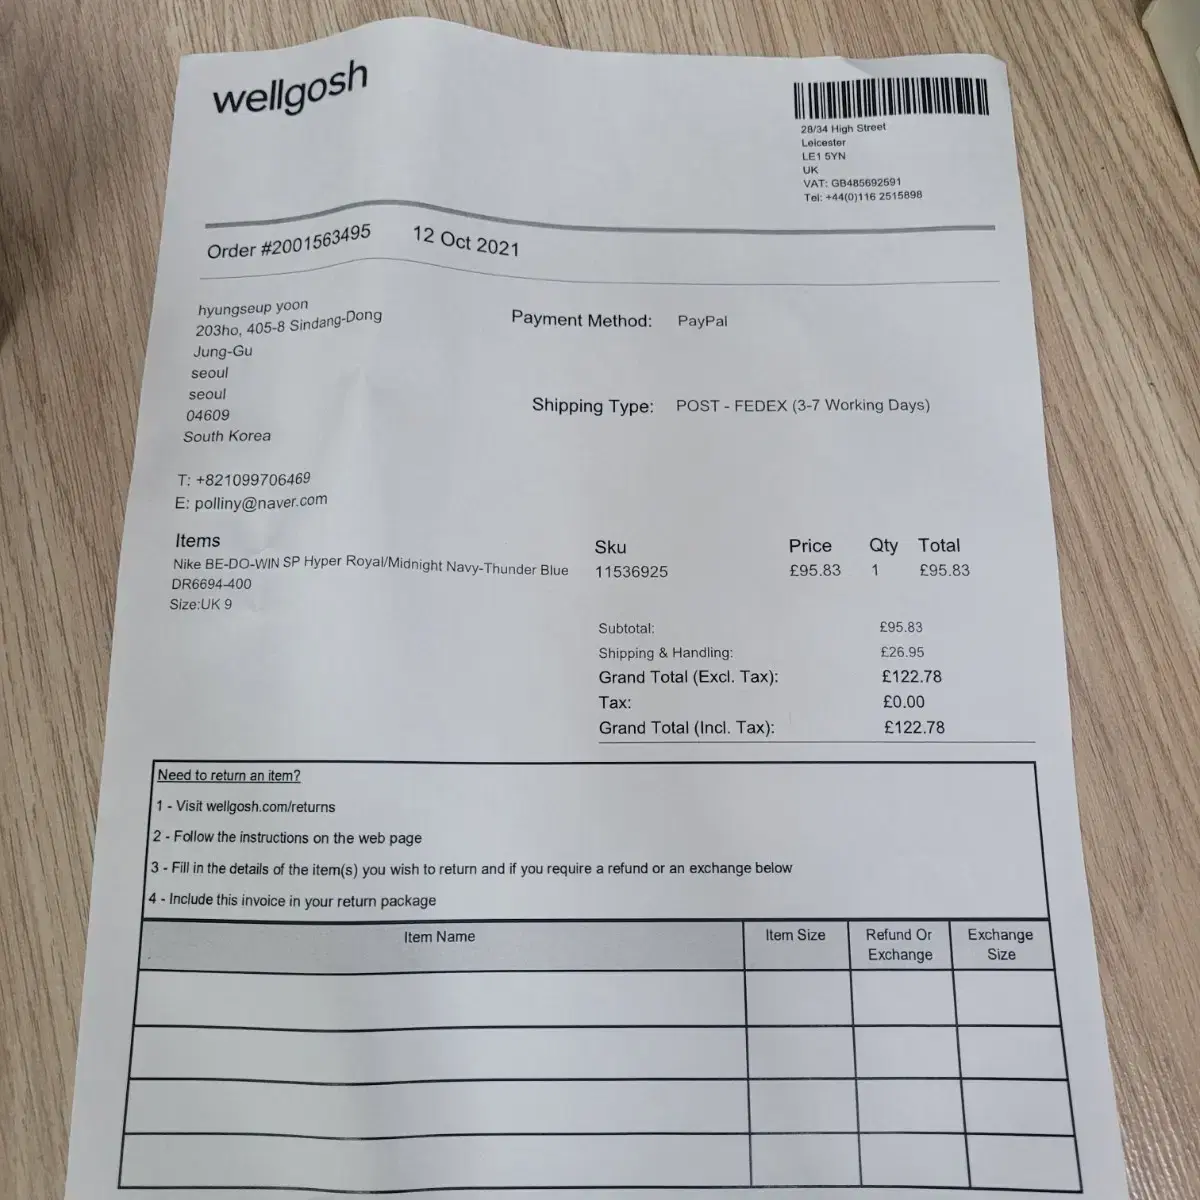 wellgosh
28/34 High Street
Leicester
LE1 5YN
UK
VAT: GB485692591
Tel: +44(0)116 2515898
Order #2001563495 12 Oct 2021
hyungseup yoon
203ho, 405-8 Sindang-Dong
Jung-Gu
seoul
seoul
04609
South Korea
T: +821099706469
E: polliny@naver.com
Payment Method: PayPal
Shipping Type: POST - FEDEX (3-7 Working Days)
Items Sku Price Qty Total
Nike BE-DO-WIN SP Hyper Royal/Midnight Navy-Thunder Blue 11536925 £95.83 1 £95.83
DR6694-400
Size:UK 9
Subtotal: £95.83
Shipping & Handling: £26.95
Grand Total (Excl. Tax): £122.78
Tax: £0.00
Grand Total (Incl. Tax): £122.78
Need to return an item?
1 - Visit wellgosh.com/returns
2 - Follow the instructions on the web page
3 - Fill in the details of the item(s) you wish to return and if you require a refund or an exchange below
4 - Include this invoice in your return package
Item Name Item Size Refund Or Exchange
Exchange Size